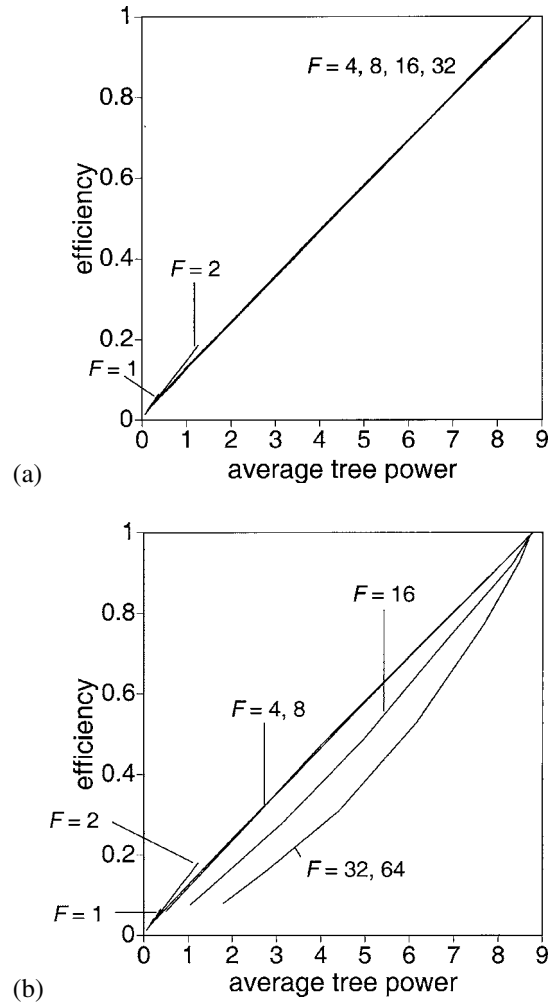 1
F = 4, 8, 16, 32
0.8
0.6
efficiency
0.4
F = 2
0.2
F = 1
0
0 1 2 3 4 5 6 7 8 9
average tree power
(a)
1
F = 16
0.8
0.6
efficiency
F = 4, 8
0.4
F = 2
0.2
F = 32, 64
F = 1
0
0 1 2 3 4 5 6 7 8 9
average tree power
(b)